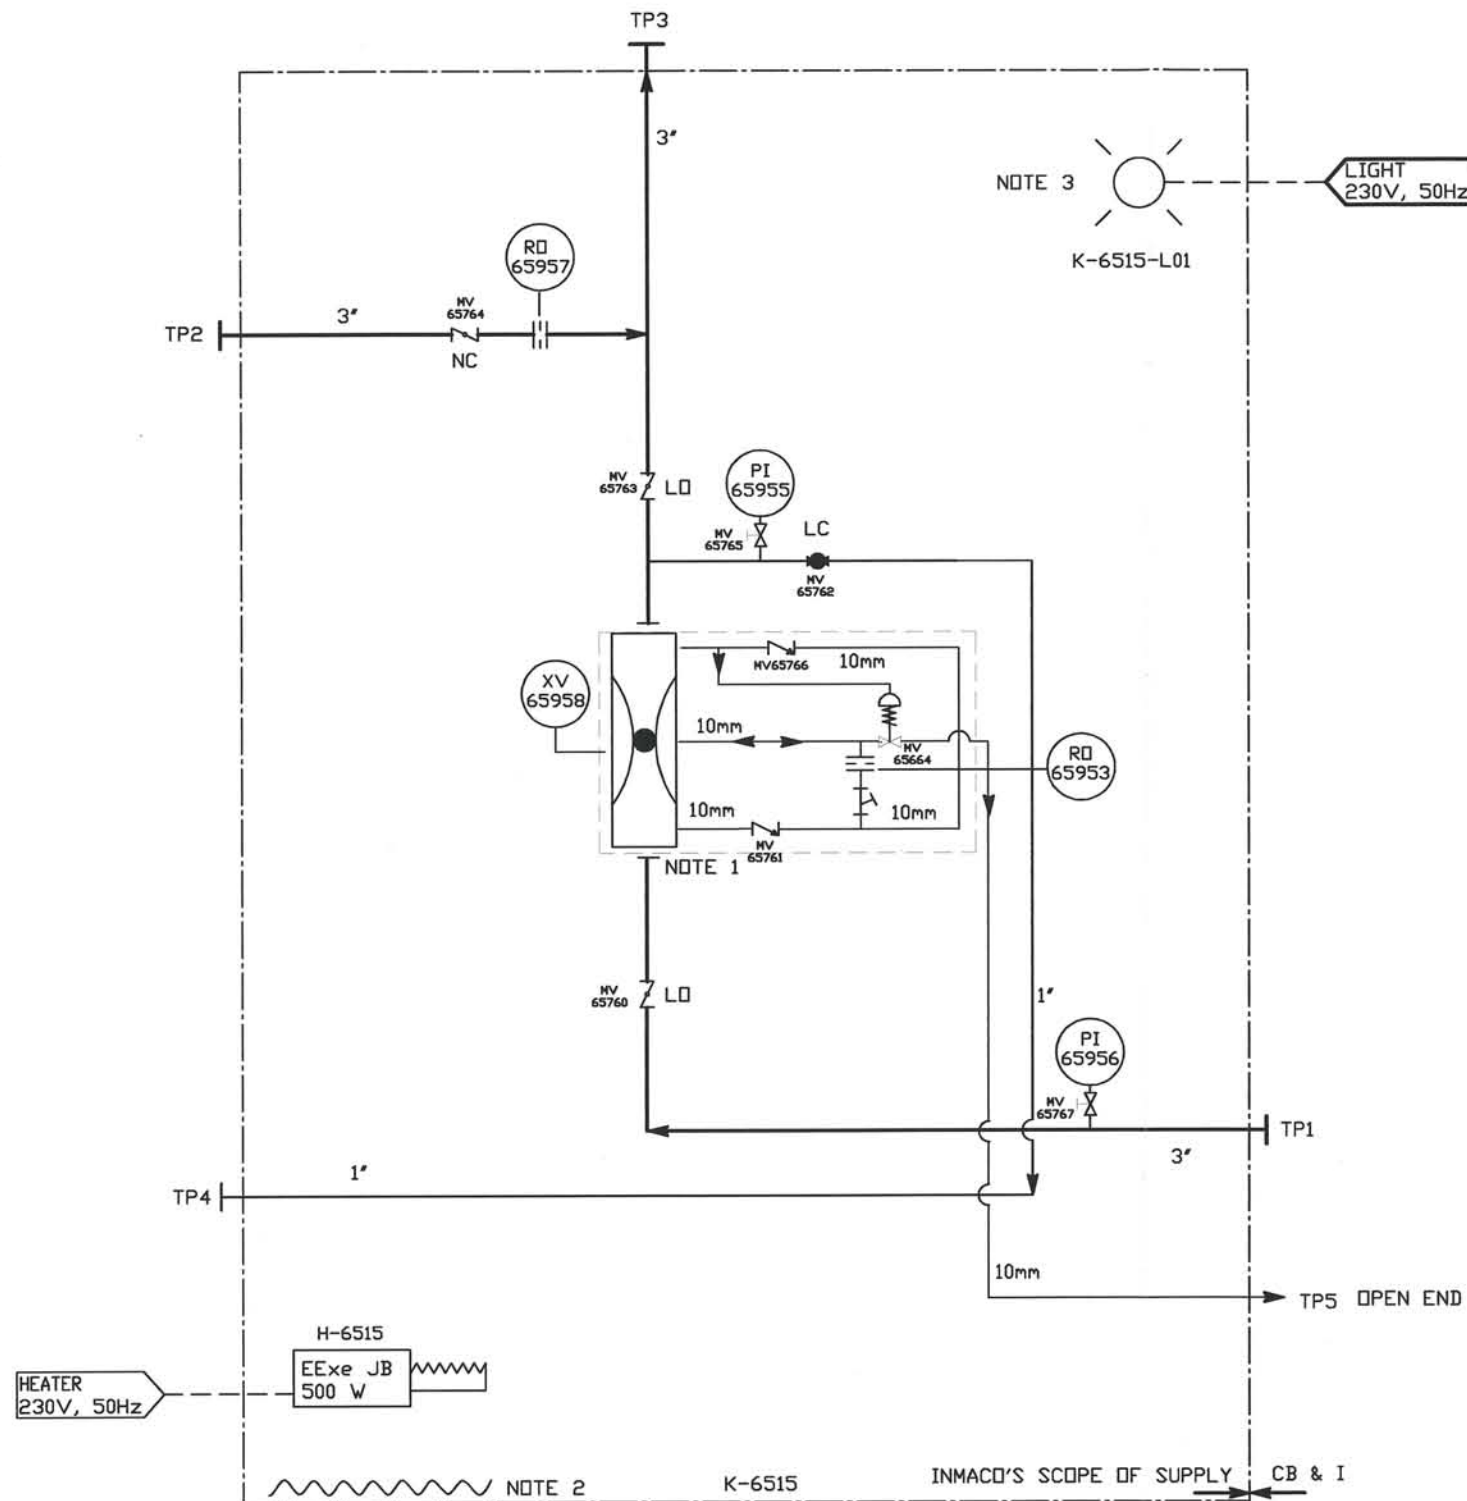 TP3
3"
NOTE 3
LIGHT
230V, 50Hz
K-6515-L01
RO
65957
MV
65764
3"
TP2
NC
MV
65763
LO
PI
65955
MV
65765
LC
MV
65762
XV
65958
MV65766
10mm
10mm
MV
65664
RO
65953
10mm
10mm
MV
65761
NOTE 1
MV
65760
LO
1"
PI
65956
MV
65767
TP1
3"
1"
TP4
10mm
TP5 OPEN END
H-6515
EExe JB
500 W
HEATER
230V, 50Hz
NOTE 2
K-6515
INMACO'S SCOPE OF SUPPLY
CB & I